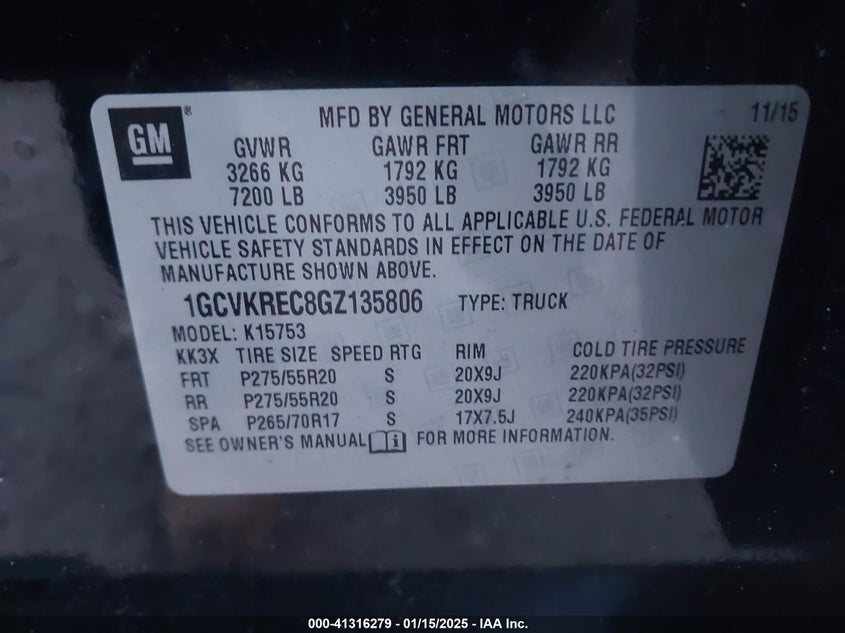 GM®
MFD BY GENERAL MOTORS LLC 11/15
GVWR GAWR FRT GAWR RR
3266 KG 1792 KG 1792 KG
7200 LB 3950 LB 3950 LB
THIS VEHICLE CONFORMS TO ALL APPLICABLE U.S. FEDERAL MOTOR
VEHICLE SAFETY STANDARDS IN EFFECT ON THE DATE OF
MANUFACTURE SHOWN ABOVE.
1GCVKREC8GZ135806 TYPE: TRUCK
MODEL: K15753
KK3X TIRE SIZE SPEED RTG RIM COLD TIRE PRESSURE
FRT P275/55R20 S 20X9J 220KPA(32PSI)
RR P275/55R20 S 20X9J 220KPA(32PSI)
SPA P265/70R17 S 17X7.5J 240KPA(35PSI)
SEE OWNER'S MANUAL FOR MORE INFORMATION.
000-41316279 - 01/15/2025 - IAA Inc.